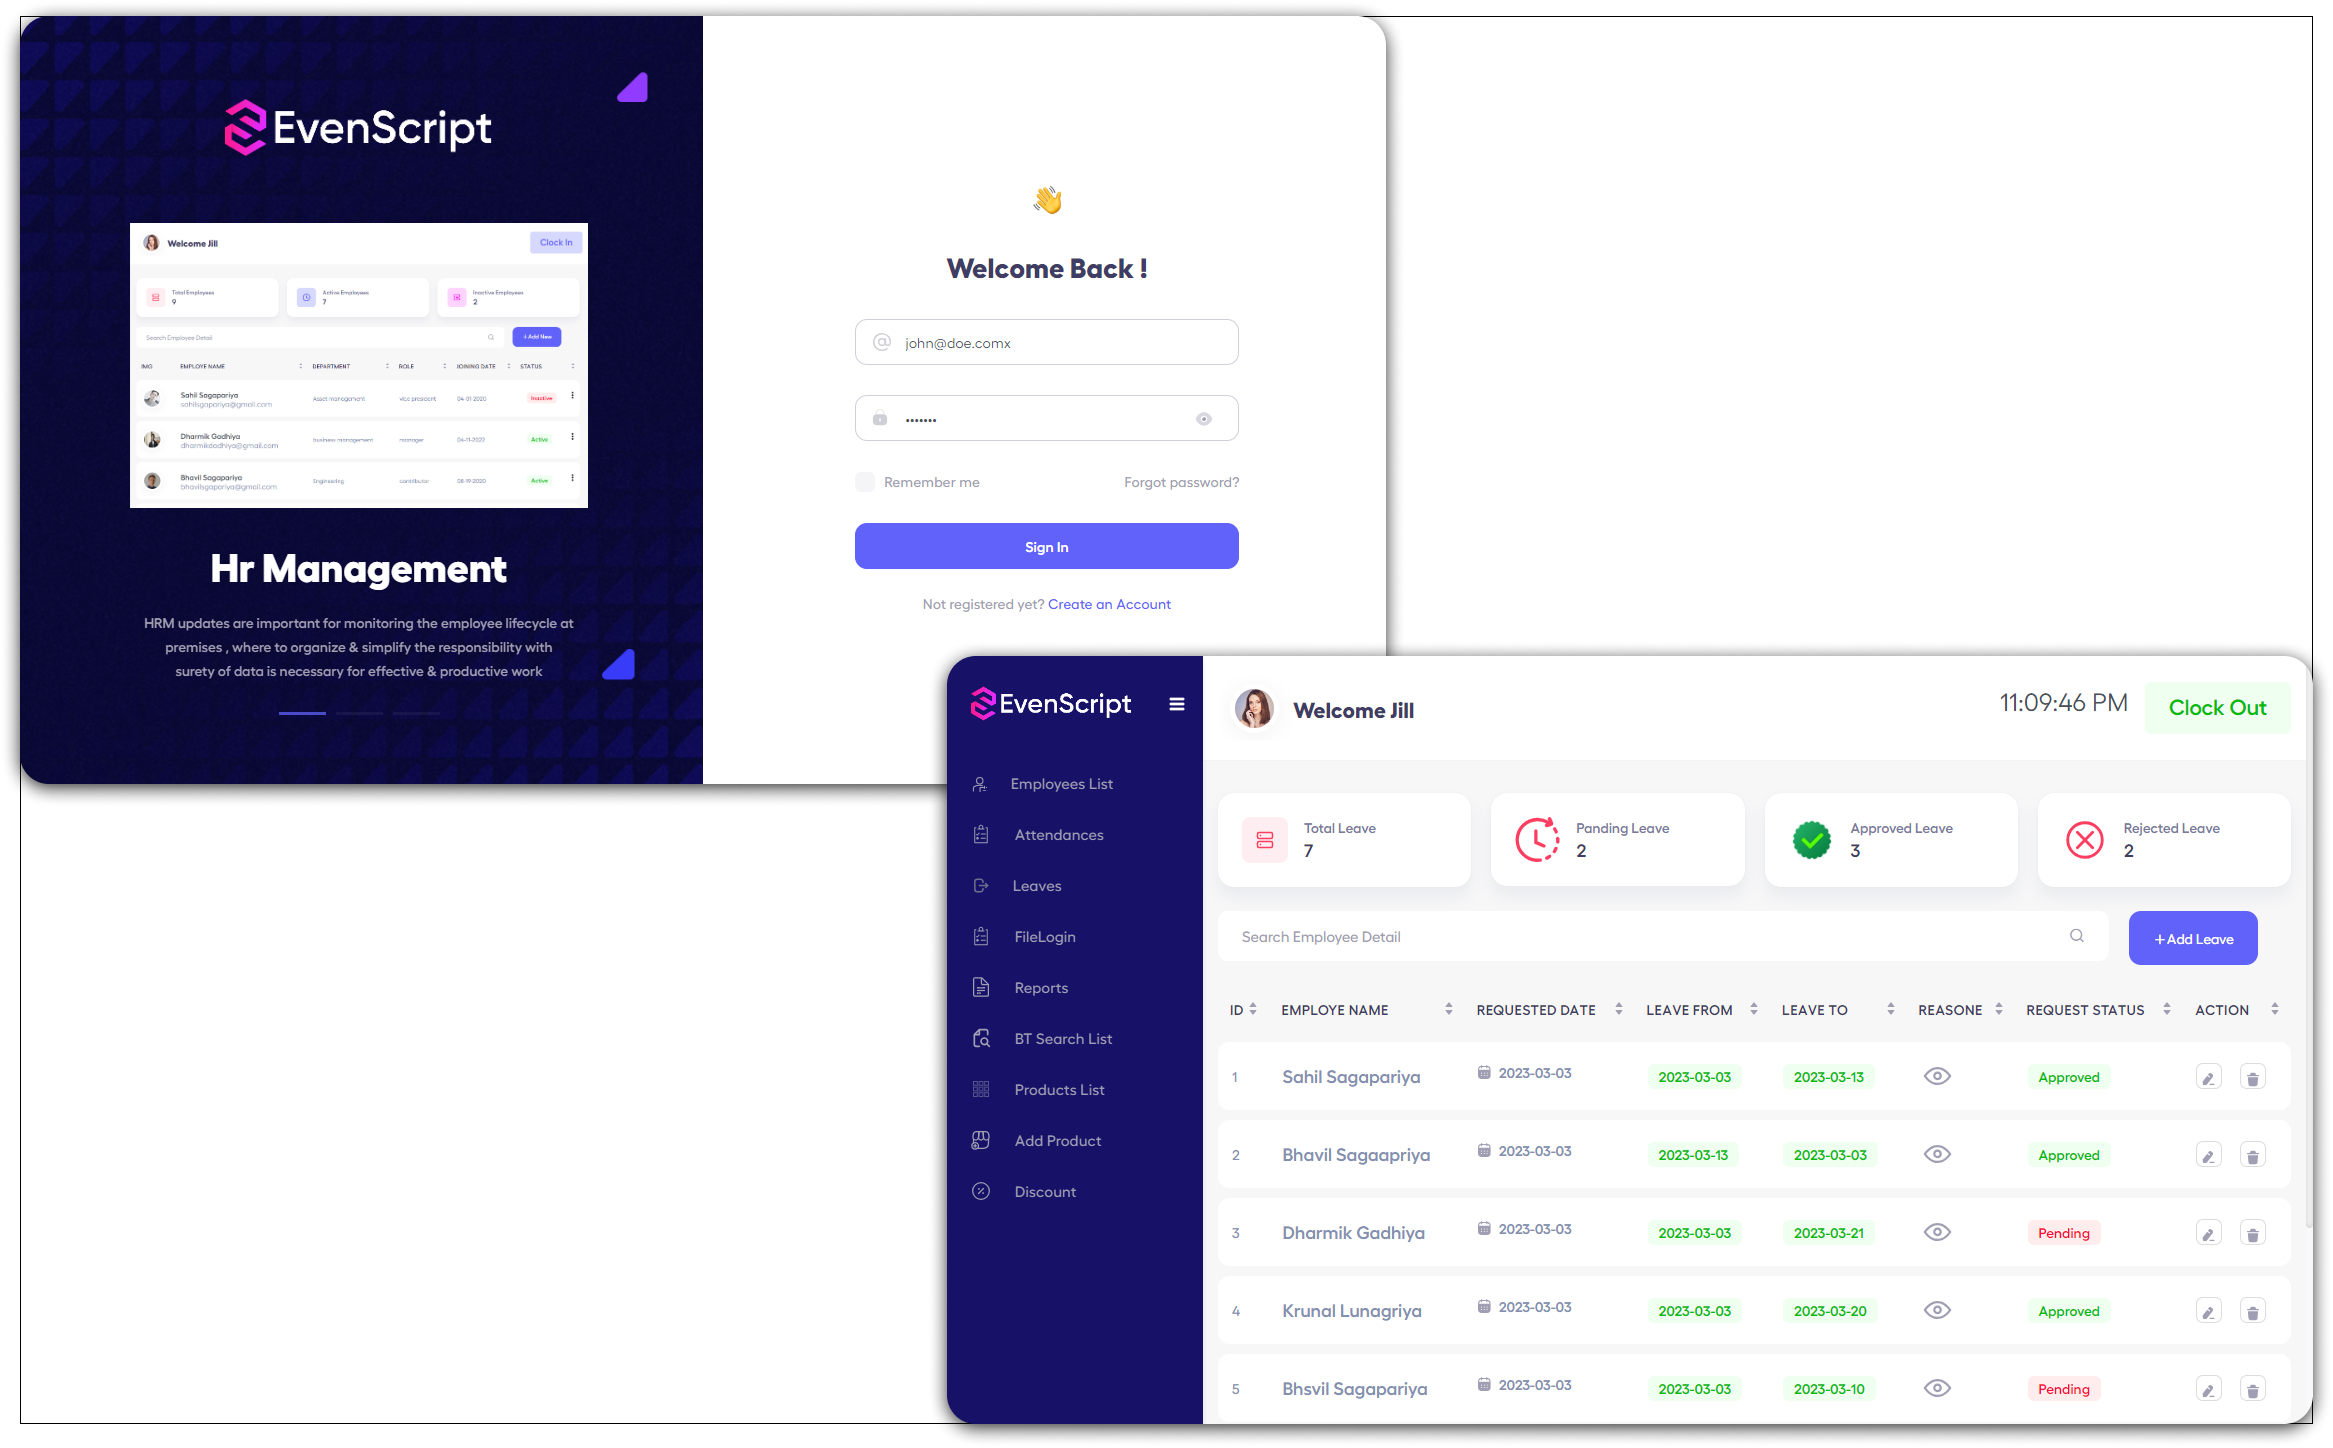 EvenScript
Welcome Jill
Clock In
Total Employees
9
Active Employees
7
Inactive Employees
2
Search Employee Detail
+ Add New
IMG EMPLOYE NAME DEPARTMENT ROLE JOINING DATE STATUS
Sahil Sagapariya
sahilsgapariya@gmail.com
Asset management vice president 04-01-2020 Inactive
Dharmik Gadhiya
dharmikdadhiya@gmail.com
business management manager 04-11-2022 Active
Bhavil Sagapariya
bhavilsgapariya@gmail.com
Engineering contributor 08-19-2020 Active
Hr Management
HRM updates are important for monitoring the employee lifecycle at
premises , where to organize & simplify the responsibility with
surety of data is necessary for effective & productive work
Welcome Back !
@ john@doe.comx
•••••••
Remember me Forgot password?
Sign In
Not registered yet? Create an Account
EvenScript
Employees List
Attendances
Leaves
FileLogin
Reports
BT Search List
Products List
Add Product
Discount
Welcome Jill
11:09:46 PM
Clock Out
Total Leave
7
Panding Leave
2
Approved Leave
3
Rejected Leave
2
Search Employee Detail
+ Add Leave
ID EMPLOYE NAME REQUESTED DATE LEAVE FROM LEAVE TO REASONE REQUEST STATUS ACTION
1 Sahil Sagapariya 2023-03-03 2023-03-03 2023-03-13 Approved
2 Bhavil Sagaapriya 2023-03-03 2023-03-13 2023-03-03 Approved
3 Dharmik Gadhiya 2023-03-03 2023-03-03 2023-03-21 Pending
4 Krunal Lunagriya 2023-03-03 2023-03-03 2023-03-20 Approved
5 Bhsvil Sagapariya 2023-03-03 2023-03-03 2023-03-10 Pending